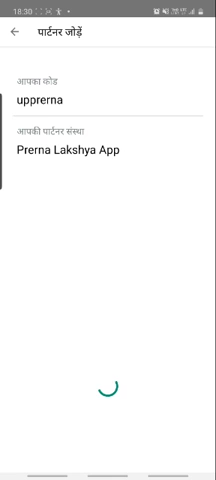 18:30
पार्टनर जोड़ें
आपका कोड
upprerna
आपकी पार्टनर संस्था
Prerna Lakshya App